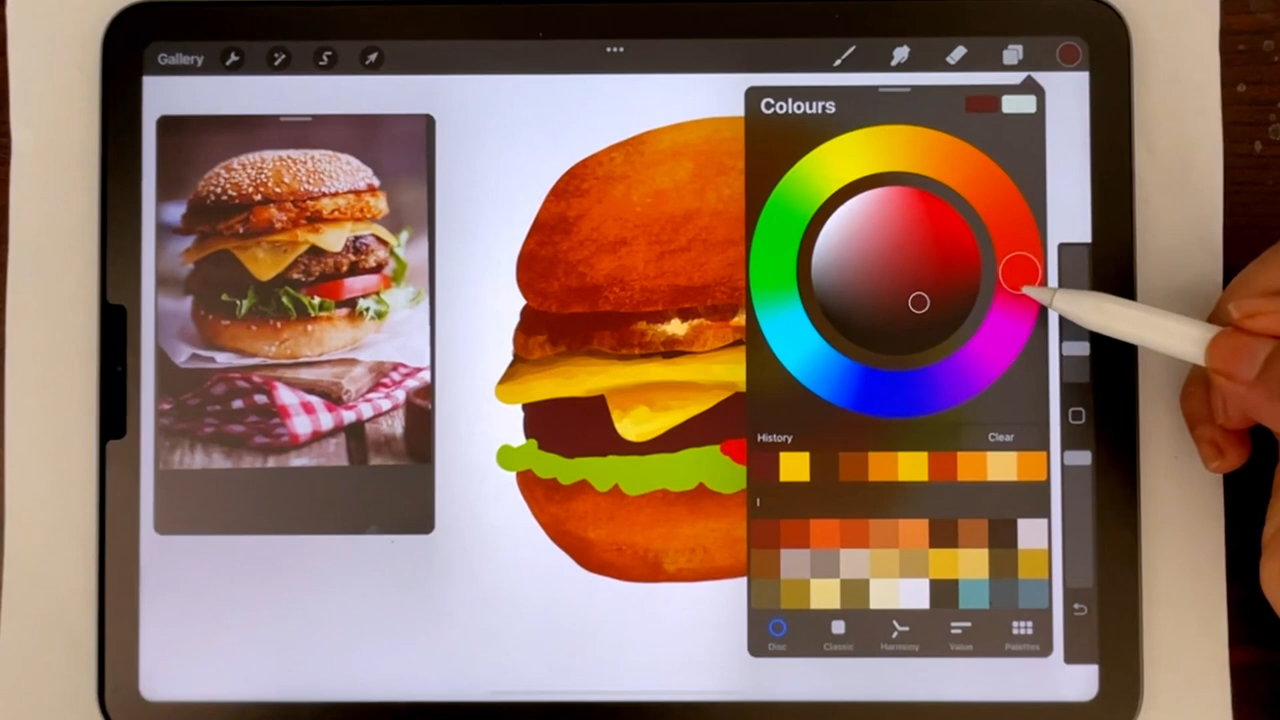 Gallery
Colours
History
Clear
Disc
Classic
Harmony
Value
Palettes